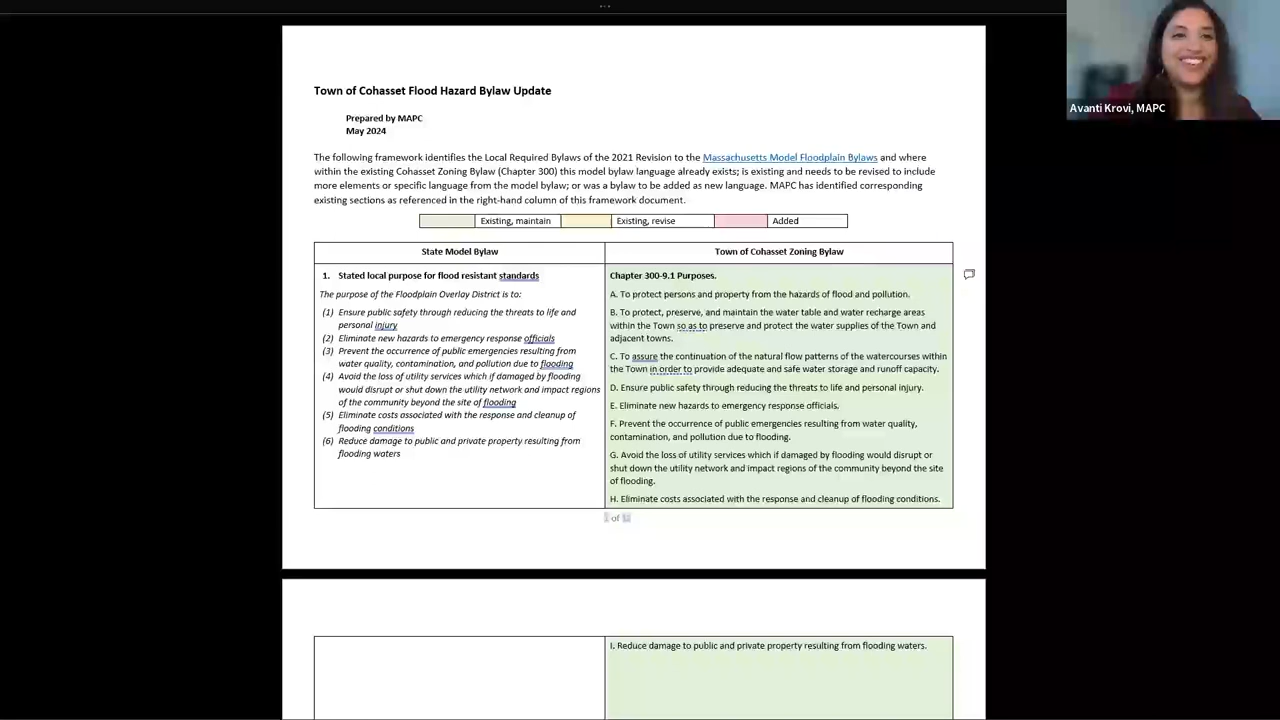 Avanti Krovi, MAPC
Town of Cohasset Flood Hazard Bylaw Update
Prepared by MAPC
May 2024
The following framework identifies the Local Required Bylaws of the 2021 Revision to the Massachusetts Model Floodplain Bylaws and where
within the existing Cohasset Zoning Bylaw (Chapter 300) this model bylaw language already exists; is existing and needs to be revised to include
more elements or specific language from the model bylaw; or was a bylaw to be added as new language. MAPC has identified corresponding
existing sections as referenced in the right-hand column of this framework document.
Existing, maintain
Existing, revise
Added
State Model Bylaw
Town of Cohasset Zoning Bylaw
1. Stated local purpose for flood resistant standards
The purpose of the Floodplain Overlay District is to:
(1) Ensure public safety through reducing the threats to life and
personal injury
(2) Eliminate new hazards to emergency response officials
(3) Prevent the occurrence of public emergencies resulting from
water quality, contamination, and pollution due to flooding
(4) Avoid the loss of utility services which if damaged by flooding
would disrupt or shut down the utility network and impact regions
of the community beyond the site of flooding
(5) Eliminate costs associated with the response and cleanup of
flooding conditions
(6) Reduce damage to public and private property resulting from
flooding waters
Chapter 300-9.1 Purposes.
A. To protect persons and property from the hazards of flood and pollution.
B. To protect, preserve, and maintain the water table and water recharge areas
within the Town so as to preserve and protect the water supplies of the Town and
adjacent towns.
C. To assure the continuation of the natural flow patterns of the watercourses within
the Town in order to provide adequate and safe water storage and runoff capacity.
D. Ensure public safety through reducing the threats to life and personal injury.
E. Eliminate new hazards to emergency response officials.
F. Prevent the occurrence of public emergencies resulting from water quality,
contamination, and pollution due to flooding.
G. Avoid the loss of utility services which if damaged by flooding would disrupt or
shut down the utility network and impact regions of the community beyond the site
of flooding.
H. Eliminate costs associated with the response and cleanup of flooding conditions.
1 of
I. Reduce damage to public and private property resulting from flooding waters.